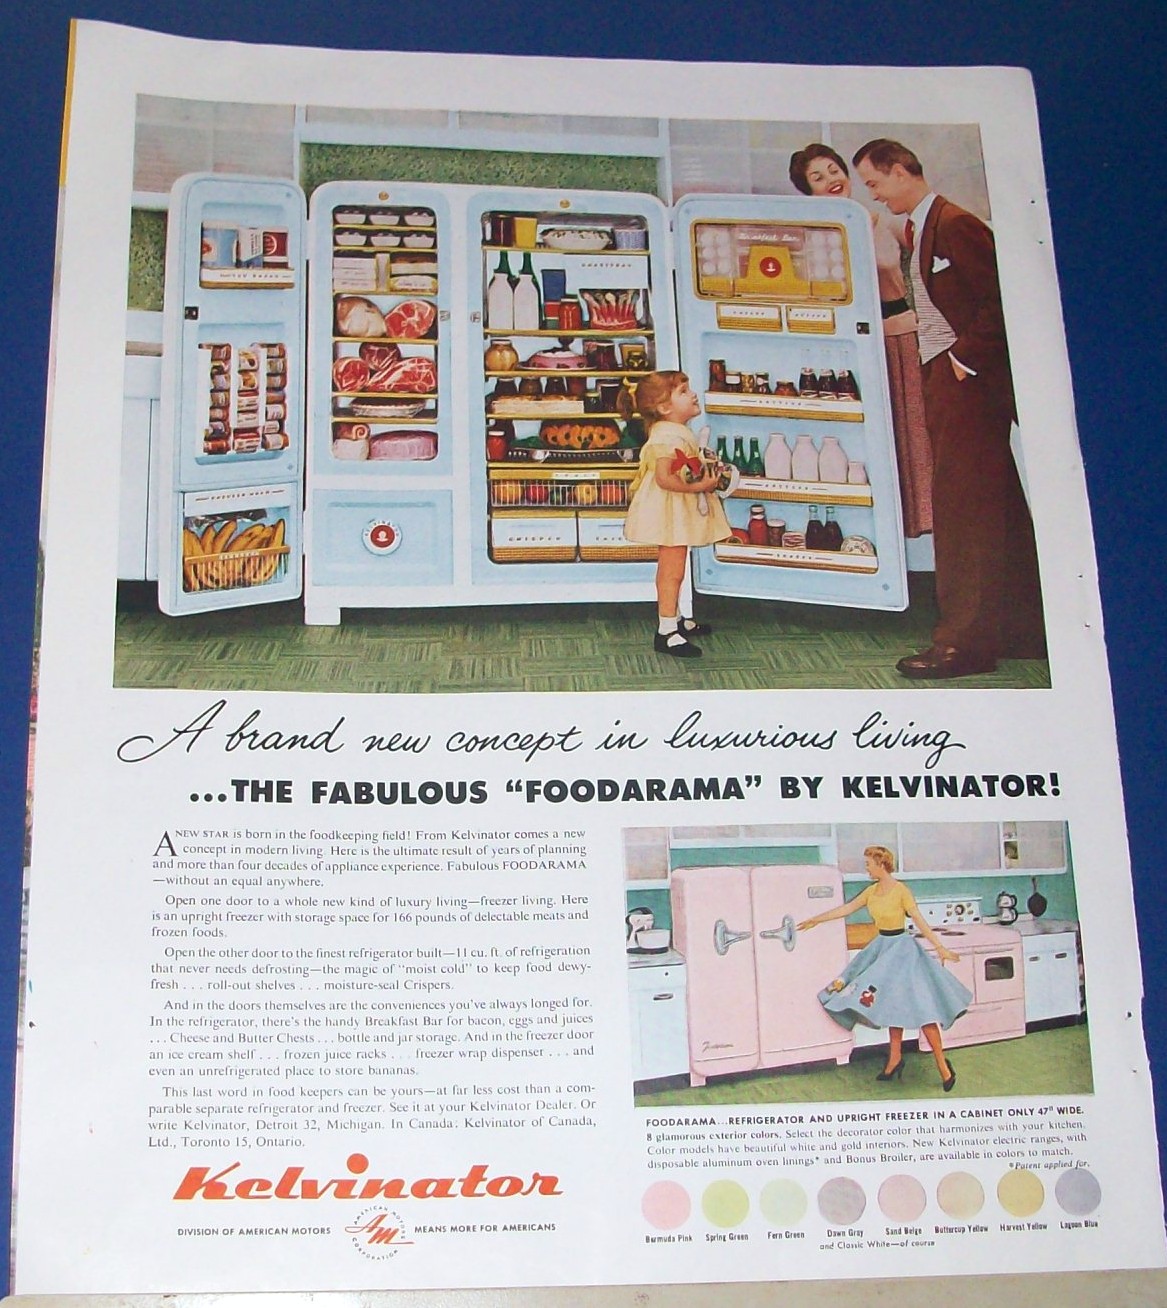 Breakfast Bar
CHEESE
BUTTER
CRISPER
KELVINATOR
A brand new concept in luxurious living
...THE FABULOUS “FOODARAMA” BY KELVINATOR!
A NEW STAR is born in the foodkeeping field! From Kelvinator comes a new
concept in modern living. Here is the ultimate result of years of planning
and more than four decades of appliance experience. Fabulous FOODARAMA
—without an equal anywhere.
Open one door to a whole new kind of luxury living—freezer living. Here
is an upright freezer with storage space for 166 pounds of delectable meats and
frozen foods.
Open the other door to the finest refrigerator built—11 cu. ft. of refrigeration
that never needs defrosting—the magic of “moist cold” to keep food dewy-
fresh . . . roll-out shelves . . . moisture-seal Crispers.
And in the doors themselves are the conveniences you’ve always longed for.
In the refrigerator, there’s the handy Breakfast Bar for bacon, eggs and juices
. . . Cheese and Butter Chests . . . bottle and jar storage. And in the freezer door
an ice cream shelf . . . frozen juice racks . . . freezer wrap dispenser . . . and
even an unrefrigerated place to store bananas.
This last word in food keepers can be yours—at far less cost than a com-
parable separate refrigerator and freezer. See it at your Kelvinator Dealer. Or
write Kelvinator, Detroit 32, Michigan. In Canada: Kelvinator of Canada,
Ltd., Toronto 15, Ontario.
Kelvinator
DIVISION OF AMERICAN MOTORS
AMERICAN MOTORS
AM
CORPORATION
MEANS MORE FOR AMERICANS
FOODARAMA...REFRIGERATOR AND UPRIGHT FREEZER IN A CABINET ONLY 47" WIDE.
8 glamorous exterior colors. Select the decorator color that harmonizes with your kitchen.
Color models have beautiful white and gold interiors. New Kelvinator electric ranges, with
disposable aluminum oven linings* and Bonus Broiler, are available in colors to match.
*Patent applied for.
Bermuda Pink
Spring Green
Fern Green
Dawn Gray
Sand Beige
Buttercup Yellow
Harvest Yellow
Lagoon Blue
and Classic White—of course